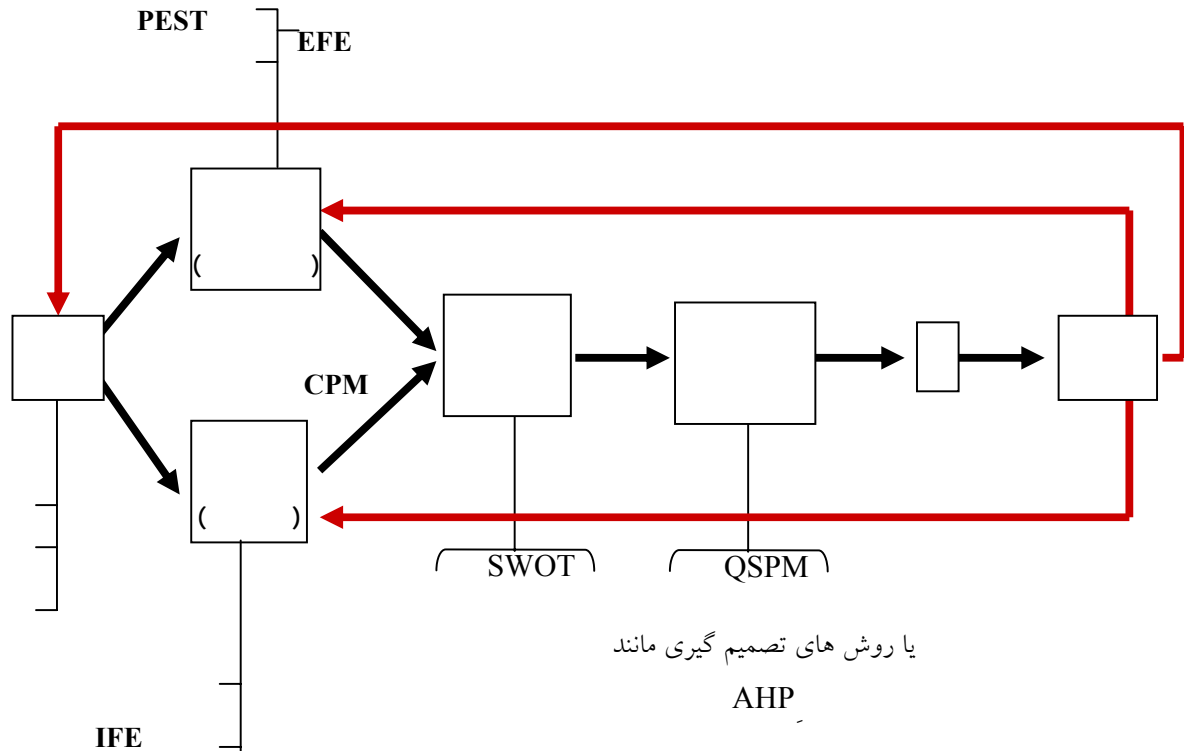 PEST
EFE
( )
CPM
( )
SWOT
QSPM
یا روش های تصمیم گیری مانند
AHP
IFE